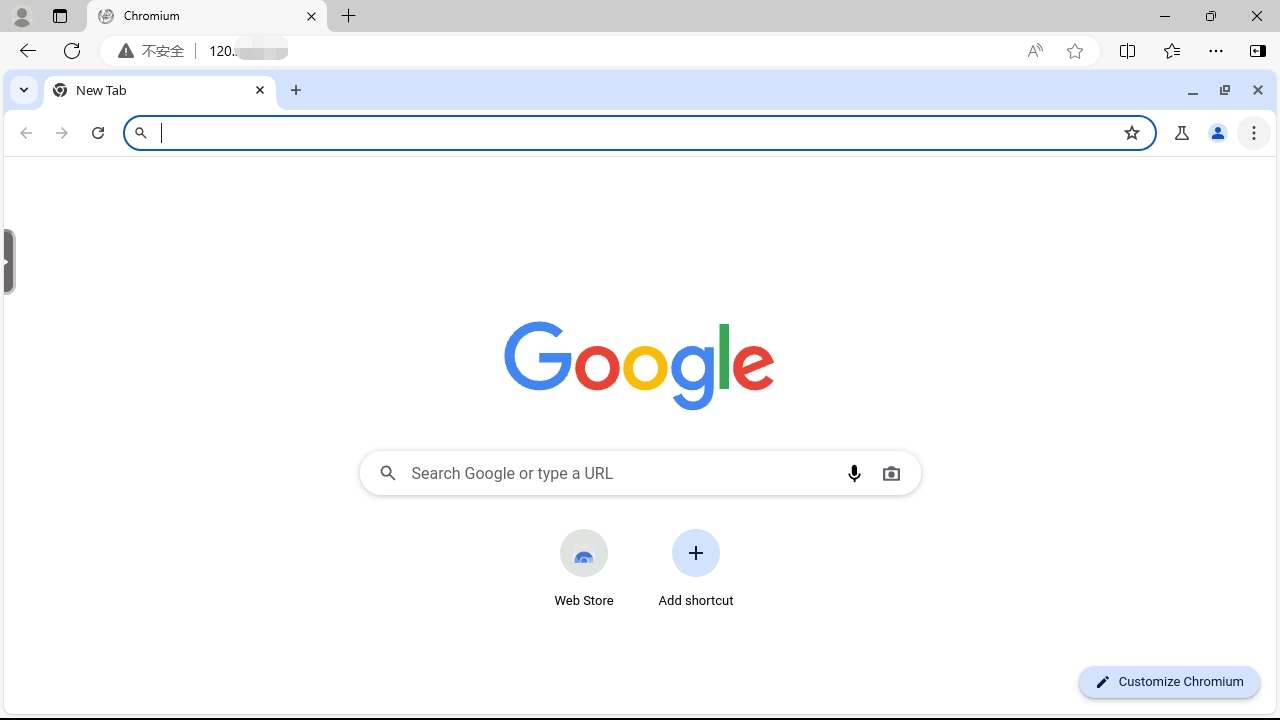 Chromium
不安全
120.
New Tab
Google
Search Google or type a URL
Web Store
Add shortcut
Customize Chromium